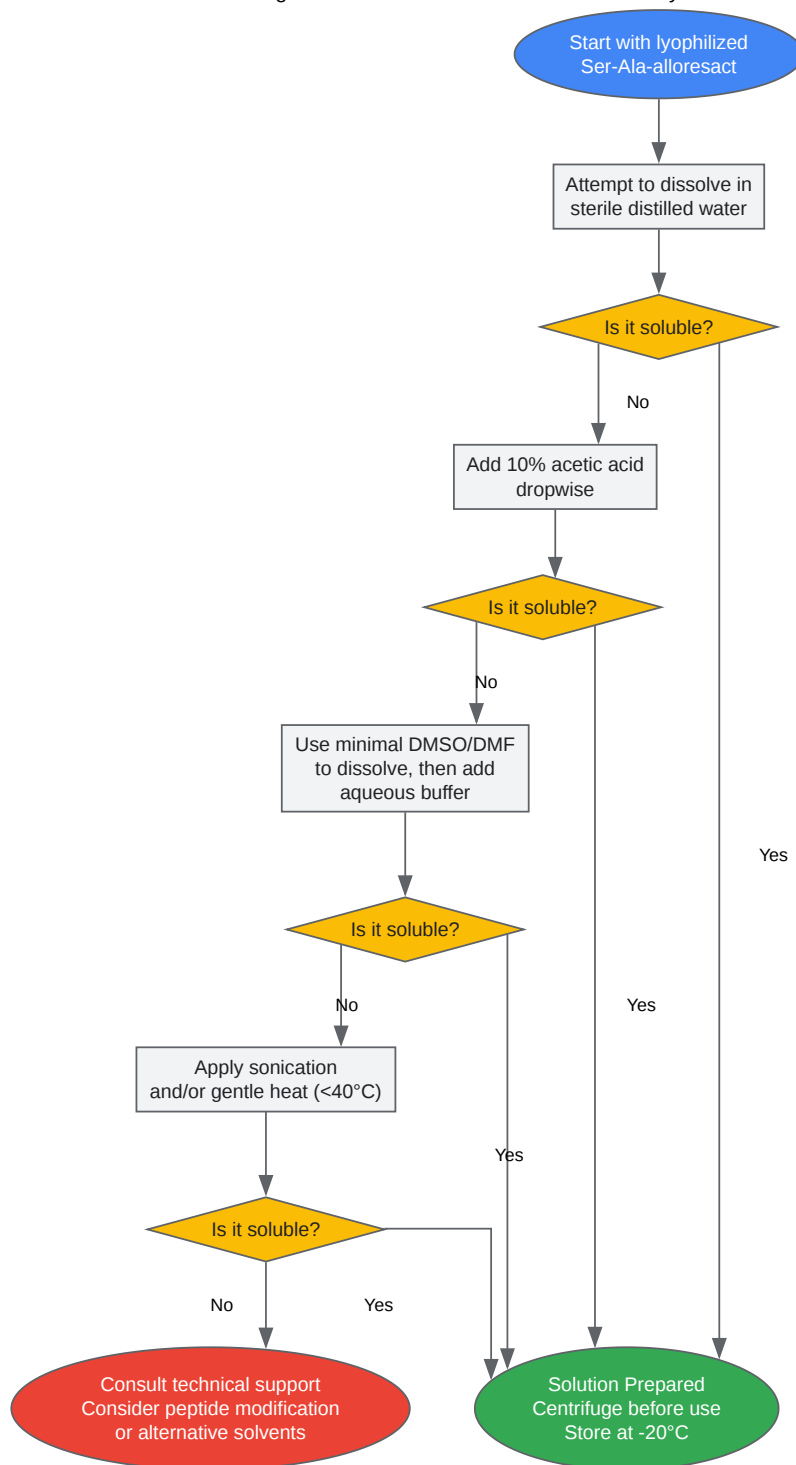 Start with lyophilized
Ser-Ala-alloresact
Attempt to dissolve in
sterile distilled water
Is it soluble?
No
Add 10% acetic acid
dropwise
Is it soluble?
No
Use minimal DMSO/DMF
to dissolve, then add
aqueous buffer
Yes
Is it soluble?
No
Yes
Apply sonication
and/or gentle heat (<40°C)
Yes
Is it soluble?
No
Yes
Consult technical support
Consider peptide modification
or alternative solvents
Solution Prepared
Centrifuge before use
Store at -20°C